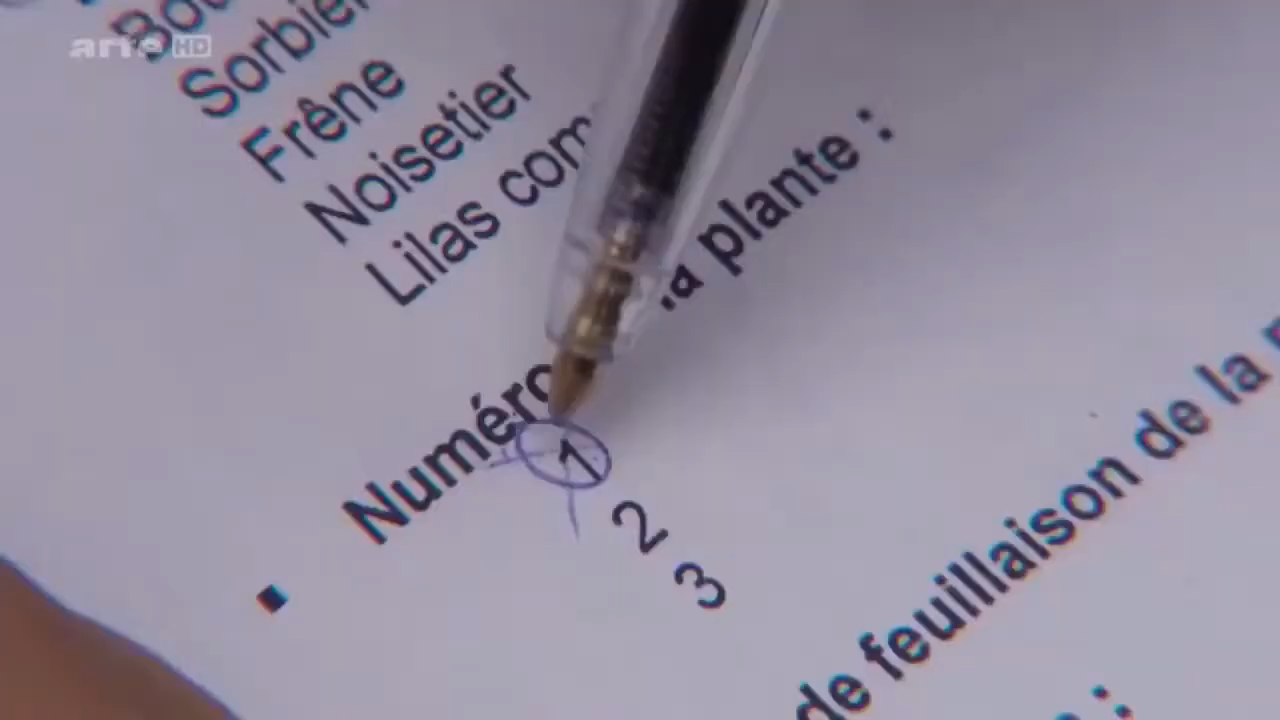 arte HD
Sorbier
Frêne
Noisetier
Lilas com
Numéro la plante :
1
2
3
de feuillaison de la
: